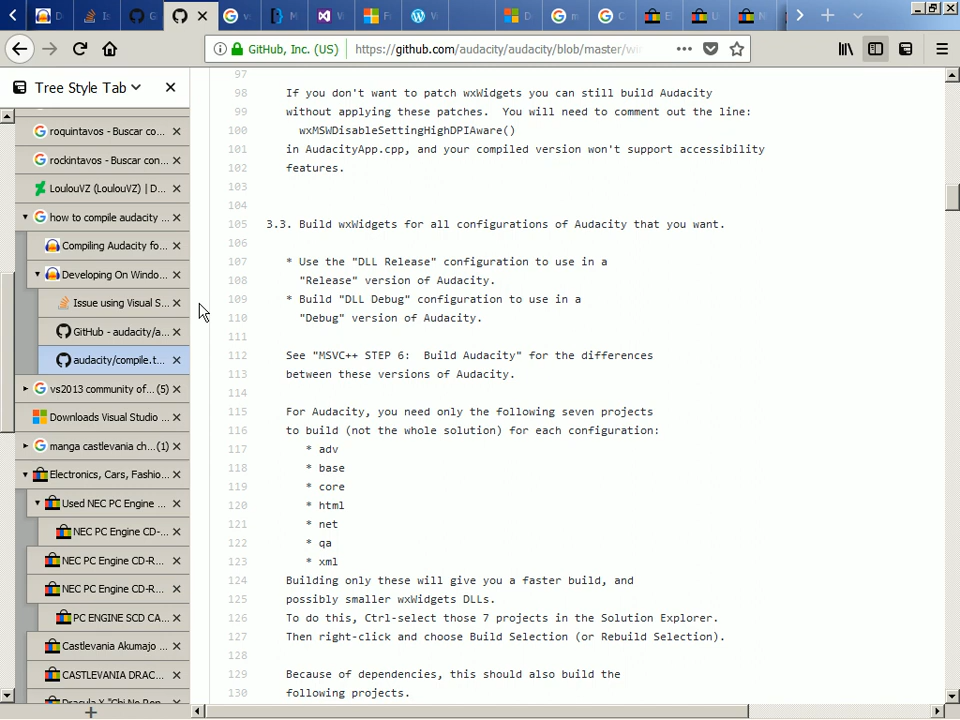 GitHub, Inc. (US)
https://github.com/audacity/audacity/blob/master/wi
Tree Style Tab
roquintavos - Buscar co...
rockintavos - Buscar con...
LoulouVZ (LoulouVZ) | D...
how to compile audacity ...
Compiling Audacity fo...
Developing On Windo...
Issue using Visual S...
GitHub - audacity/a...
audacity/compile.t...
vs2013 community of... (5)
Downloads Visual Studio ...
manga castlevania ch... (1)
Electronics, Cars, Fashio...
Used NEC PC Engine ...
NEC PC Engine CD-...
NEC PC Engine CD-R...
NEC PC Engine CD-R...
PC ENGINE SCD CA...
Castlevania Akumajo ...
CASTLEVANIA DRAC...
Dracula X "Chi No Ron...
97
98 If you don't want to patch wxWidgets you can still build Audacity
99 without applying these patches. You will need to comment out the line:
100 wxMSWDisableSettingHighDPIAware()
101 in AudacityApp.cpp, and your compiled version won't support accessibility
102 features.
103
104
105 3.3. Build wxWidgets for all configurations of Audacity that you want.
106
107 * Use the "DLL Release" configuration to use in a
108 "Release" version of Audacity.
109 * Build "DLL Debug" configuration to use in a
110 "Debug" version of Audacity.
111
112 See "MSVC++ STEP 6: Build Audacity" for the differences
113 between these versions of Audacity.
114
115 For Audacity, you need only the following seven projects
116 to build (not the whole solution) for each configuration:
117 * adv
118 * base
119 * core
120 * html
121 * net
122 * qa
123 * xml
124 Building only these will give you a faster build, and
125 possibly smaller wxWidgets DLLs.
126 To do this, Ctrl-select those 7 projects in the Solution Explorer.
127 Then right-click and choose Build Selection (or Rebuild Selection).
128
129 Because of dependencies, this should also build the
130 following projects.